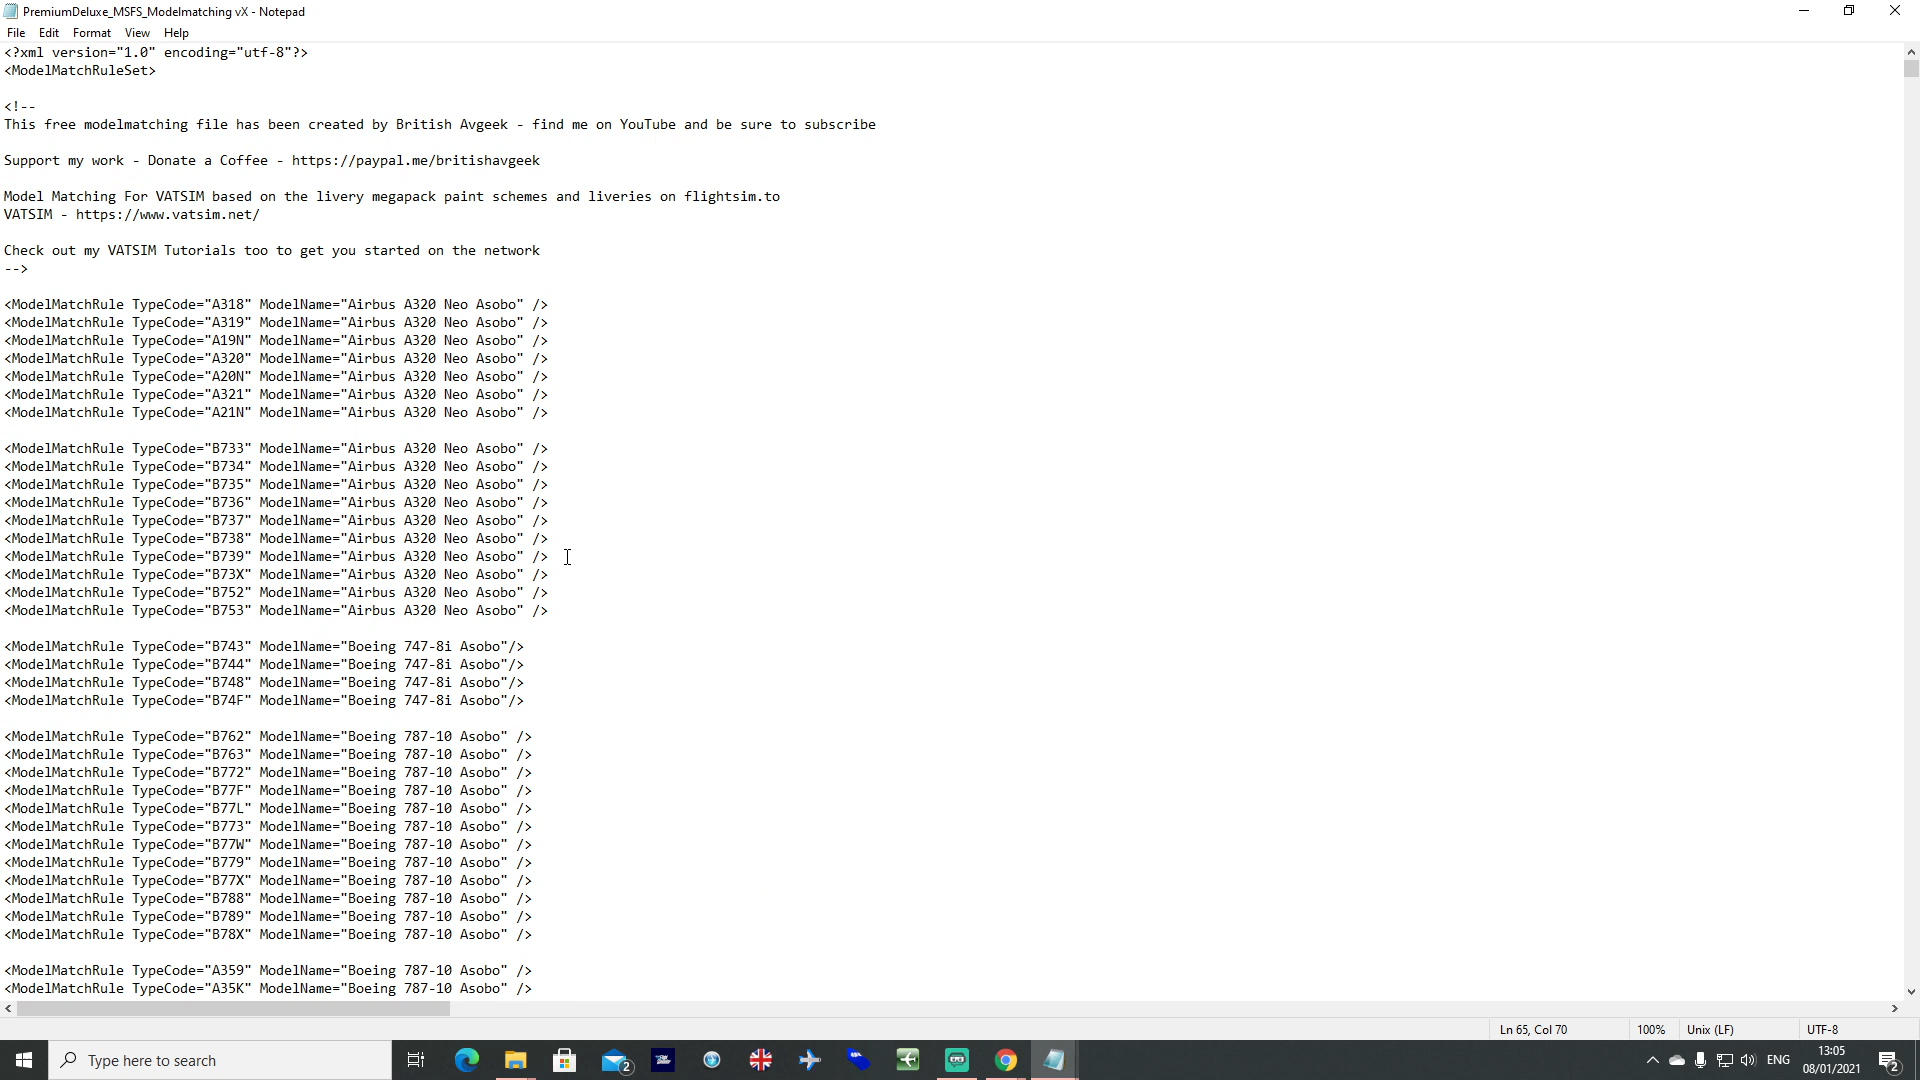 PremiumDeluxe_MSFS_Modelmatching vX - Notepad
File Edit Format View Help
<?xml version="1.0" encoding="utf-8"?>
<ModelMatchRuleSet>
<!--
This free modelmatching file has been created by British Avgeek - find me on YouTube and be sure to subscribe
Support my work - Donate a Coffee - https://paypal.me/britishavgeek
Model Matching For VATSIM based on the livery megapack paint schemes and liveries on flightsim.to
VATSIM - https://www.vatsim.net/
Check out my VATSIM Tutorials too to get you started on the network
-->
<ModelMatchRule TypeCode="A318" ModelName="Airbus A320 Neo Asobo" />
<ModelMatchRule TypeCode="A319" ModelName="Airbus A320 Neo Asobo" />
<ModelMatchRule TypeCode="A19N" ModelName="Airbus A320 Neo Asobo" />
<ModelMatchRule TypeCode="A320" ModelName="Airbus A320 Neo Asobo" />
<ModelMatchRule TypeCode="A20N" ModelName="Airbus A320 Neo Asobo" />
<ModelMatchRule TypeCode="A321" ModelName="Airbus A320 Neo Asobo" />
<ModelMatchRule TypeCode="A21N" ModelName="Airbus A320 Neo Asobo" />
<ModelMatchRule TypeCode="B733" ModelName="Airbus A320 Neo Asobo" />
<ModelMatchRule TypeCode="B734" ModelName="Airbus A320 Neo Asobo" />
<ModelMatchRule TypeCode="B735" ModelName="Airbus A320 Neo Asobo" />
<ModelMatchRule TypeCode="B736" ModelName="Airbus A320 Neo Asobo" />
<ModelMatchRule TypeCode="B737" ModelName="Airbus A320 Neo Asobo" />
<ModelMatchRule TypeCode="B738" ModelName="Airbus A320 Neo Asobo" />
<ModelMatchRule TypeCode="B739" ModelName="Airbus A320 Neo Asobo" />
<ModelMatchRule TypeCode="B73X" ModelName="Airbus A320 Neo Asobo" />
<ModelMatchRule TypeCode="B752" ModelName="Airbus A320 Neo Asobo" />
<ModelMatchRule TypeCode="B753" ModelName="Airbus A320 Neo Asobo" />
<ModelMatchRule TypeCode="B743" ModelName="Boeing 747-8i Asobo"/>
<ModelMatchRule TypeCode="B744" ModelName="Boeing 747-8i Asobo"/>
<ModelMatchRule TypeCode="B748" ModelName="Boeing 747-8i Asobo"/>
<ModelMatchRule TypeCode="B74F" ModelName="Boeing 747-8i Asobo"/>
<ModelMatchRule TypeCode="B762" ModelName="Boeing 787-10 Asobo" />
<ModelMatchRule TypeCode="B763" ModelName="Boeing 787-10 Asobo" />
<ModelMatchRule TypeCode="B772" ModelName="Boeing 787-10 Asobo" />
<ModelMatchRule TypeCode="B77F" ModelName="Boeing 787-10 Asobo" />
<ModelMatchRule TypeCode="B77L" ModelName="Boeing 787-10 Asobo" />
<ModelMatchRule TypeCode="B773" ModelName="Boeing 787-10 Asobo" />
<ModelMatchRule TypeCode="B77W" ModelName="Boeing 787-10 Asobo" />
<ModelMatchRule TypeCode="B779" ModelName="Boeing 787-10 Asobo" />
<ModelMatchRule TypeCode="B77X" ModelName="Boeing 787-10 Asobo" />
<ModelMatchRule TypeCode="B788" ModelName="Boeing 787-10 Asobo" />
<ModelMatchRule TypeCode="B789" ModelName="Boeing 787-10 Asobo" />
<ModelMatchRule TypeCode="B78X" ModelName="Boeing 787-10 Asobo" />
<ModelMatchRule TypeCode="A359" ModelName="Boeing 787-10 Asobo" />
<ModelMatchRule TypeCode="A35K" ModelName="Boeing 787-10 Asobo" />
Ln 65, Col 70 100% Unix (LF) UTF-8
Type here to search 2 ENG 13:05 2
08/01/2021